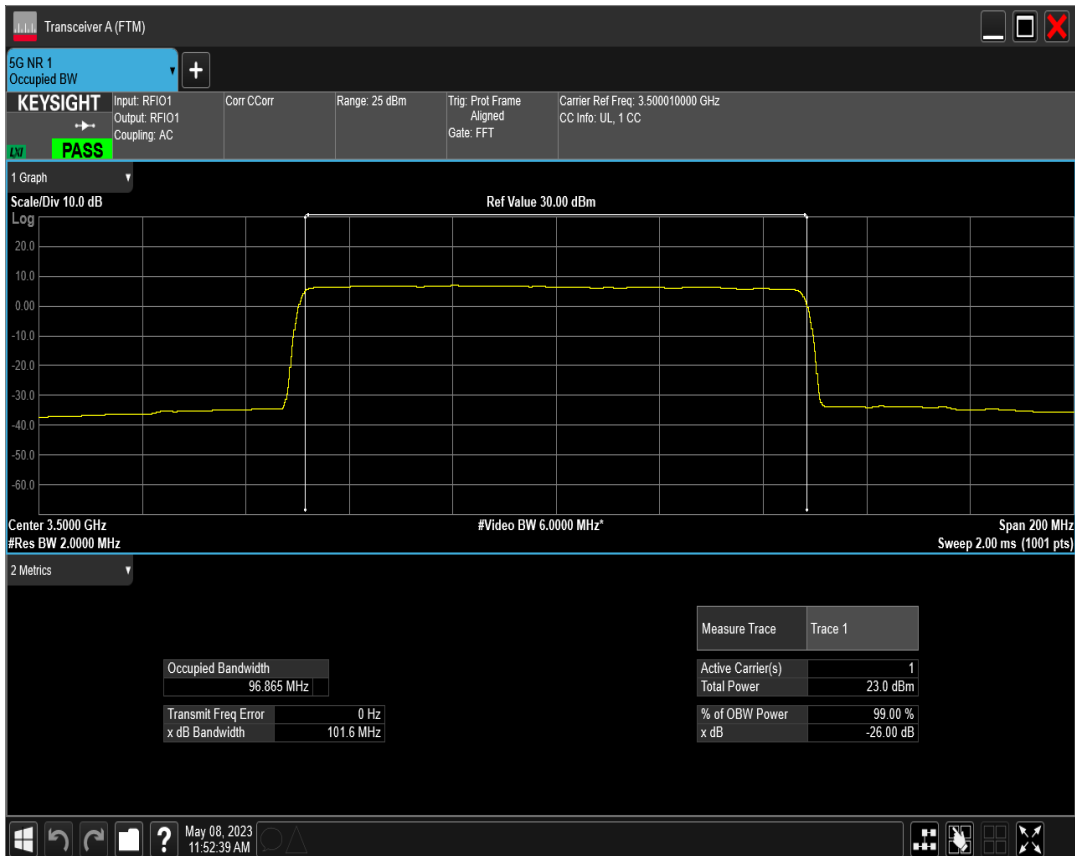 Transceiver A (FTM)
5G NR 1
Occupied BW
+
KEYSIGHT
LXI
PASS
Input: RFIO1
Output: RFIO1
Coupling: AC
Corr CCorr
Range: 25 dBm
Trig: Prot Frame
Aligned
Gate: FFT
Carrier Ref Freq: 3.500010000 GHz
CC Info: UL, 1 CC
1 Graph
Scale/Div 10.0 dB
Ref Value 30.00 dBm
Log
20.0
10.0
0.00
-10.0
-20.0
-30.0
-40.0
-50.0
-60.0
Center 3.5000 GHz
#Video BW 6.0000 MHz*
Span 200 MHz
#Res BW 2.0000 MHz
Sweep 2.00 ms (1001 pts)
2 Metrics
Measure Trace Trace 1
Occupied Bandwidth
96.865 MHz
Transmit Freq Error 0 Hz
x dB Bandwidth 101.6 MHz
Active Carrier(s) 1
Total Power 23.0 dBm
% of OBW Power 99.00 %
x dB -26.00 dB
?
May 08, 2023
11:52:39 AM